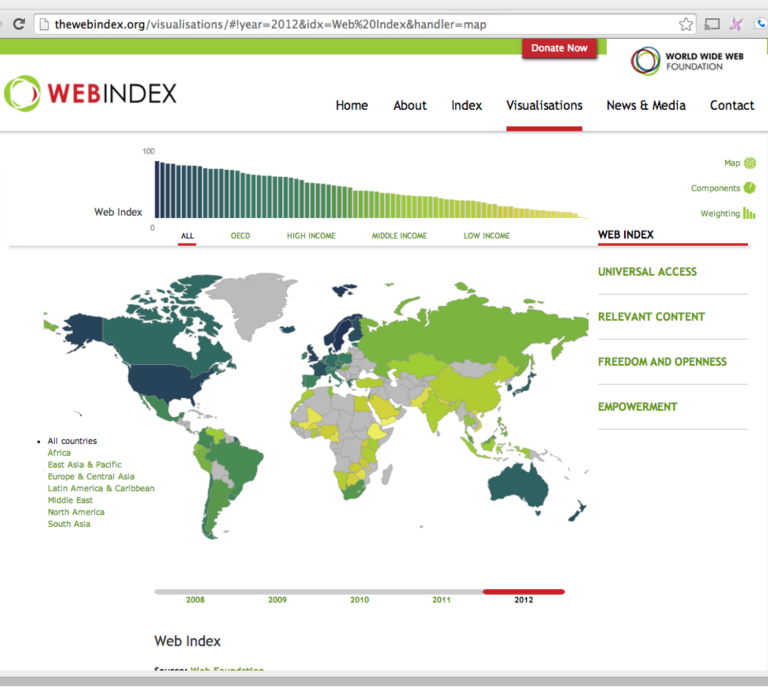 thewebindex.org/visualisations/#!year=2012&idx=Web%20Index&handler=map
Donate Now
WORLD WIDE WEB
FOUNDATION
WEBINDEX
Home About Index Visualisations News & Media Contact
100
Map
Components
Web Index
Weighting
0
ALL OECD HIGH INCOME MIDDLE INCOME LOW INCOME
WEB INDEX
UNIVERSAL ACCESS
RELEVANT CONTENT
FREEDOM AND OPENNESS
EMPOWERMENT
All countries
Africa
East Asia & Pacific
Europe & Central Asia
Latin America & Caribbean
Middle East
North America
South Asia
2008 2009 2010 2011 2012
Web Index
Source: Web Foundation